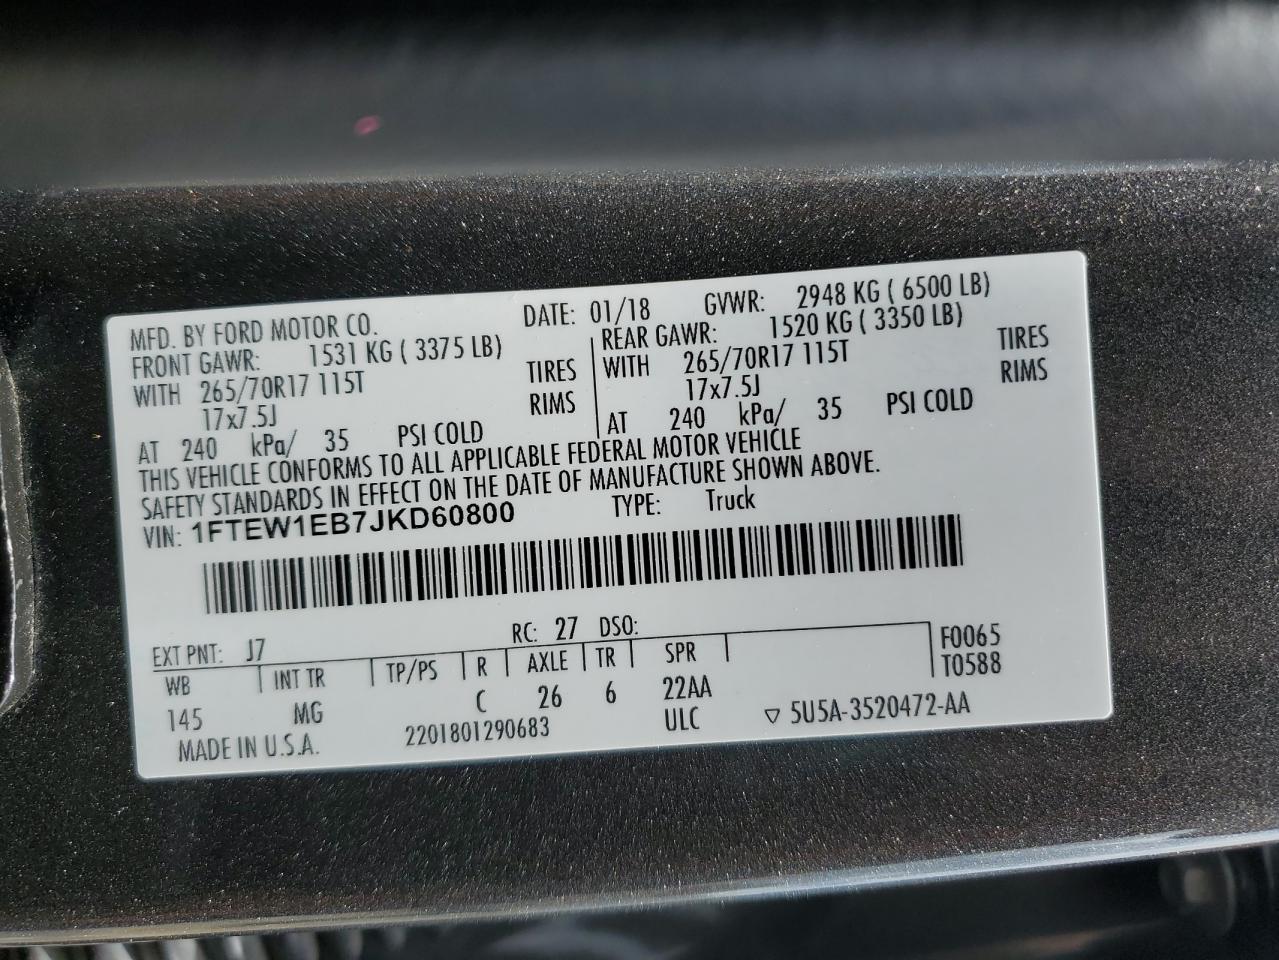 MFD. BY FORD MOTOR CO. DATE: 01/18 GVWR: 2948 KG ( 6500 LB)
FRONT GAWR: 1531 KG ( 3375 LB) REAR GAWR: 1520 KG ( 3350 LB)
WITH 265/70R17 115T TIRES WITH 265/70R17 115T TIRES
17x7.5J RIMS 17x7.5J RIMS
AT 240 kPa/ 35 PSI COLD AT 240 kPa/ 35 PSI COLD
THIS VEHICLE CONFORMS TO ALL APPLICABLE FEDERAL MOTOR VEHICLE
SAFETY STANDARDS IN EFFECT ON THE DATE OF MANUFACTURE SHOWN ABOVE.
VIN: 1FTEW1EB7JKD60800 TYPE: Truck
EXT PNT: J7 RC: 27 DSO: F0065
WB INT TR TP/PS R AXLE TR SPR T0588
145 MG C 26 6 22AA
MADE IN U.S.A. 2201801290683 ULC ▽ 5U5A-3520472-AA